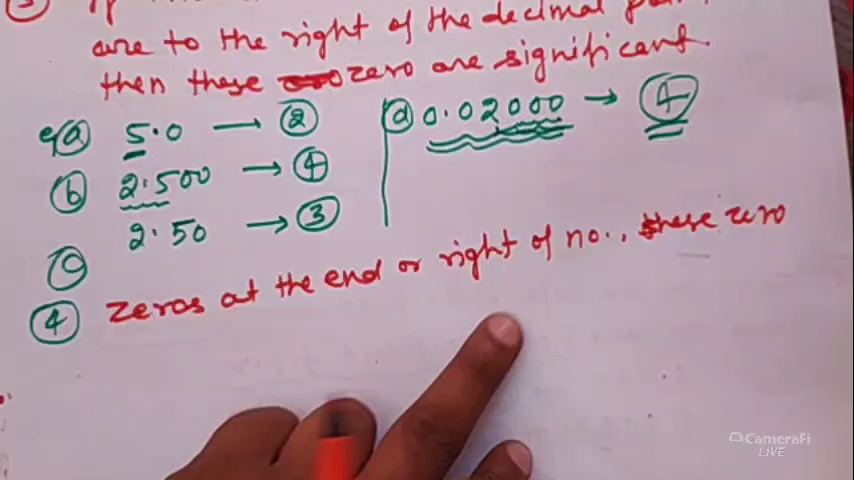 are to the right of the decimal
then these zero are significant.
eg (a) 5.0 → 2
(b) 2.500 → 4
(c) 2.50 → 3
(d) 0.02000 → 4
(4) Zeros at the end or right of no., these zero
CameraFi
LIVE